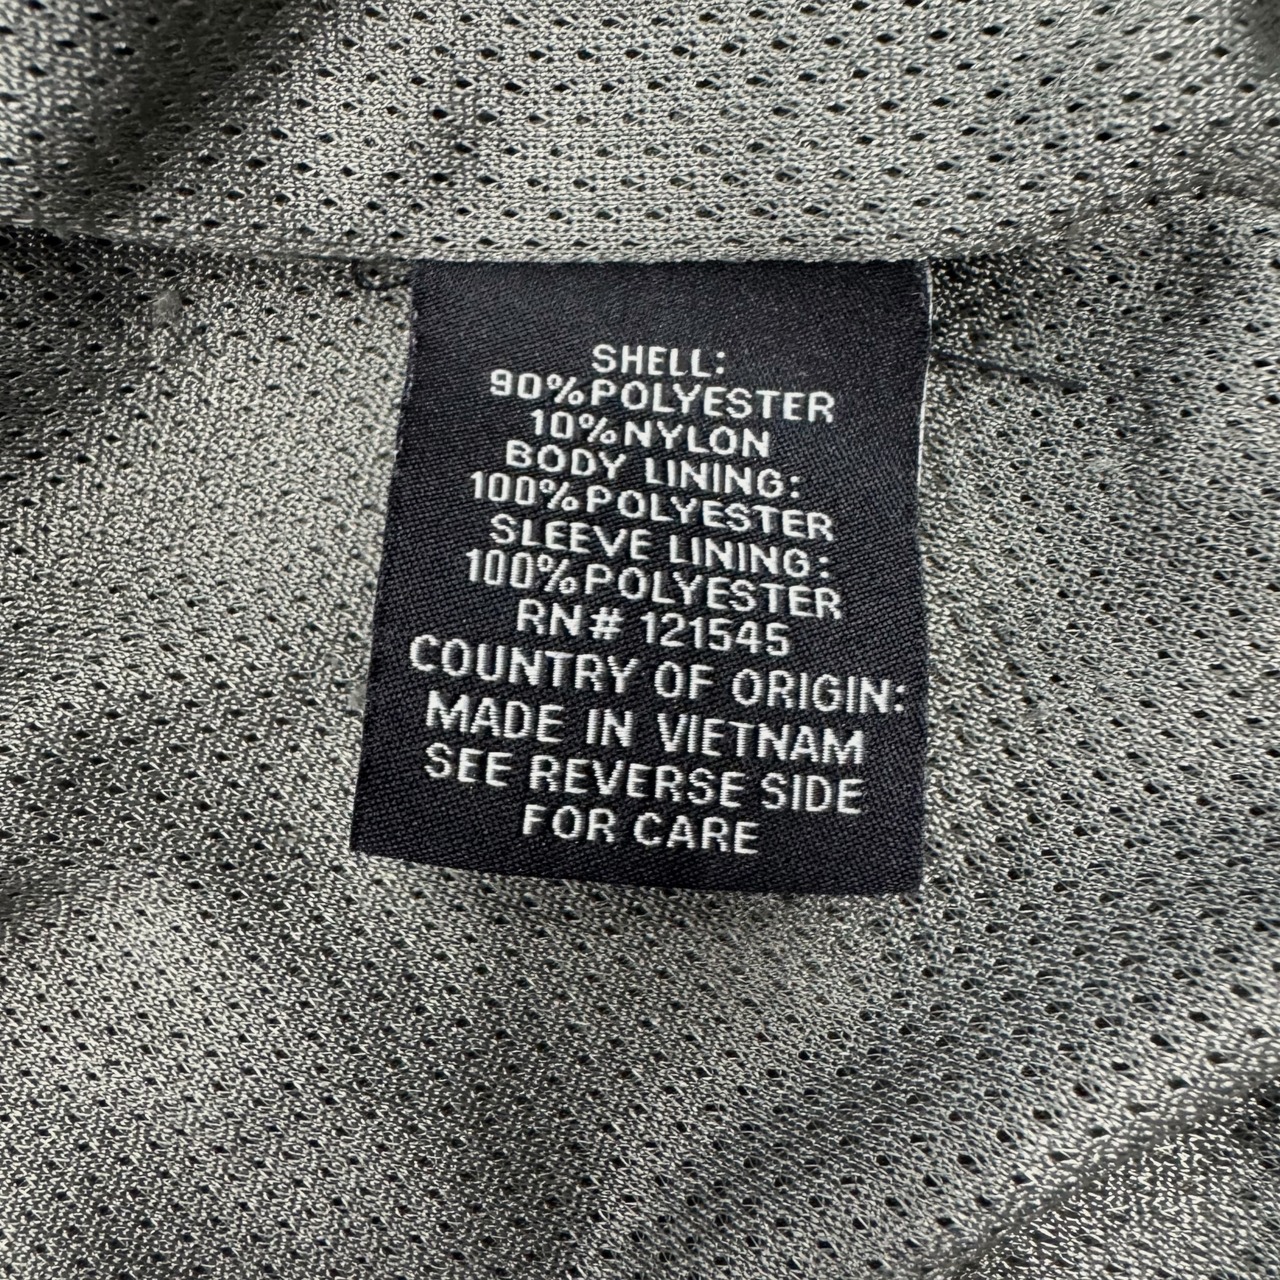 SHELL:
90%POLYESTER
10%NYLON
BODY LINING:
100%POLYESTER
SLEEVE LINING:
100%POLYESTER
RN# 121545
COUNTRY OF ORIGIN:
MADE IN VIETNAM
SEE REVERSE SIDE
FOR CARE